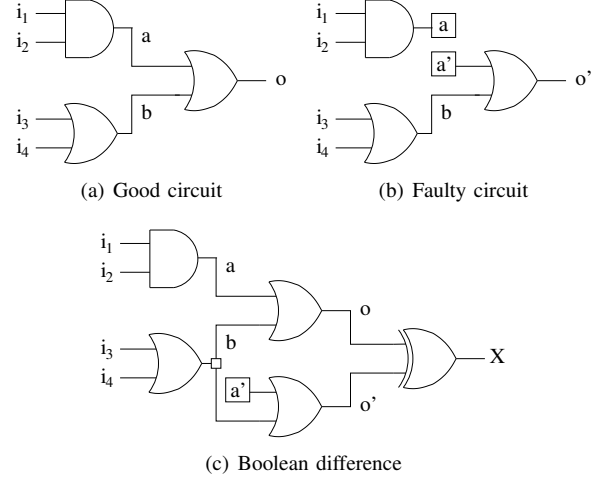 i₁
i₂
a
i₃
i₄
b
o
(a) Good circuit
i₁
i₂
a
a'
i₃
i₄
b
o'
(b) Faulty circuit
i₁
i₂
a
i₃
i₄
b
a'
o
o'
X
(c) Boolean difference